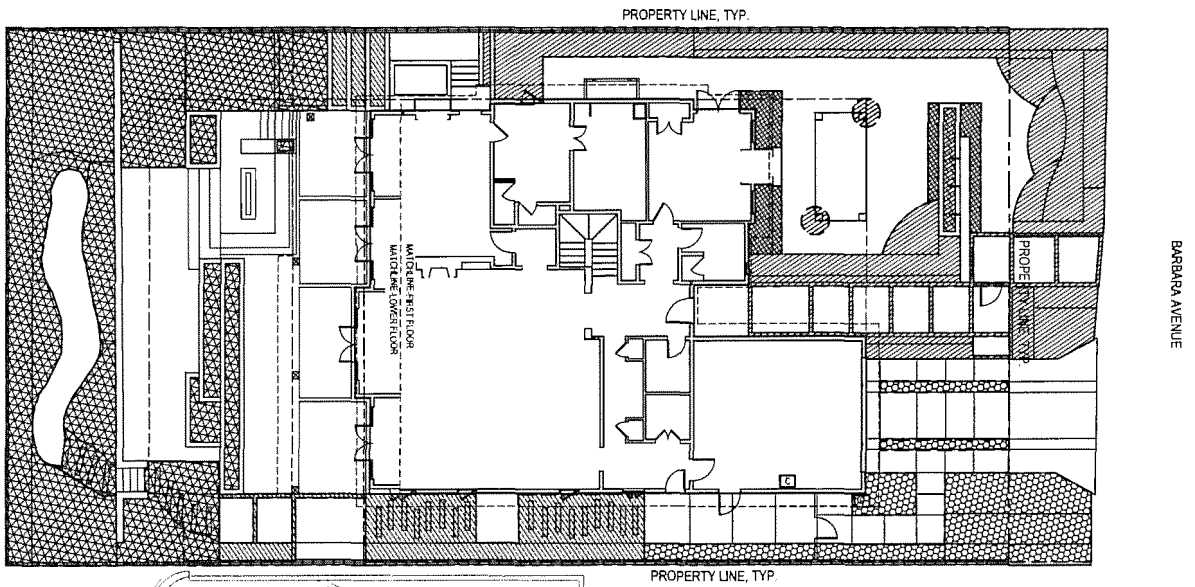 PROPERTY LINE, TYP.
MATCHLINE-FIRST FLOOR
MATCHLINE-LOWER FLOOR
PROPERTY LINE, TYP.
BARBARA AVENUE
C
PROPERTY LINE, TYP.